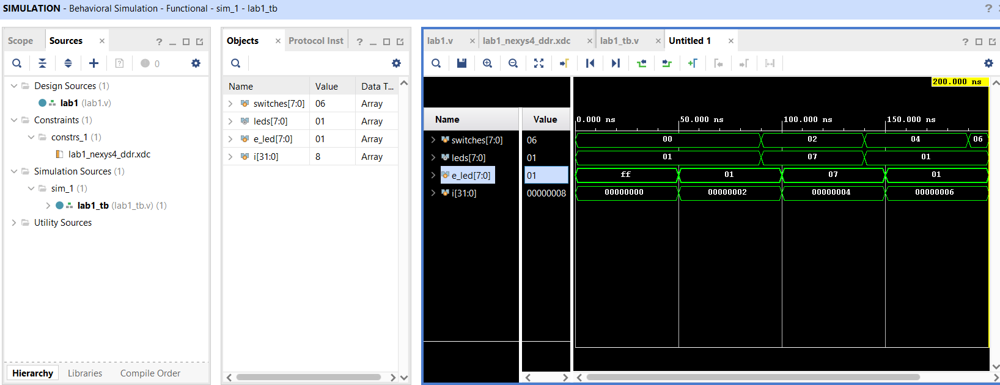 SIMULATION - Behavioral Simulation - Functional - sim_1 - lab1_tb
Scope
Sources
0
Design Sources (1)
lab1 (lab1.v)
Constraints (1)
constrs_1 (1)
lab1_nexys4_ddr.xdc
Simulation Sources (1)
sim_1 (1)
lab1_tb (lab1_tb.v) (1)
Utility Sources
Hierarchy Libraries Compile Order
Objects
Protocol Inst
Name Value Data T...
switches[7:0] 06 Array
leds[7:0] 01 Array
e_led[7:0] 01 Array
i[31:0] 8 Array
lab1.v
lab1_nexys4_ddr.xdc
lab1_tb.v
Untitled 1
200.000 ns
Name Value
0.000 ns 50.000 ns 100.000 ns 150.000 ns
switches[7:0] 06 00 02 04 06
leds[7:0] 01 01 07 01
e_led[7:0] 01 ff 01 07 01
i[31:0] 00000008 00000000 00000002 00000004 00000006